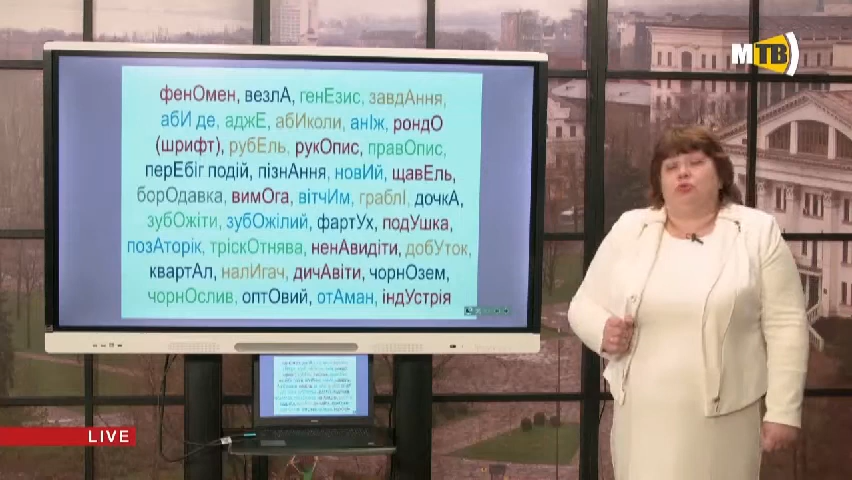 МТВ
фенОмен, везлА, генЕзис, завдАння,
абИ де, аджЕ, абИколи, анІж, рондО
(шрифт), рубЕль, рукОпис, правОпис,
перЕбіг подій, пізнАння, новИй, щавЕль,
борОдавка, вимОга, вітчИм, граблІ, дочкА,
зубОжіти, зубОжілий, фартУх, подУшка,
позАторік, тріскОтнява, ненАвидіти, добУток,
квартАл, налИгач, дичАвіти, чорнОзем,
чорнОслив, оптОвий, отАман, індУстрія
LIVE